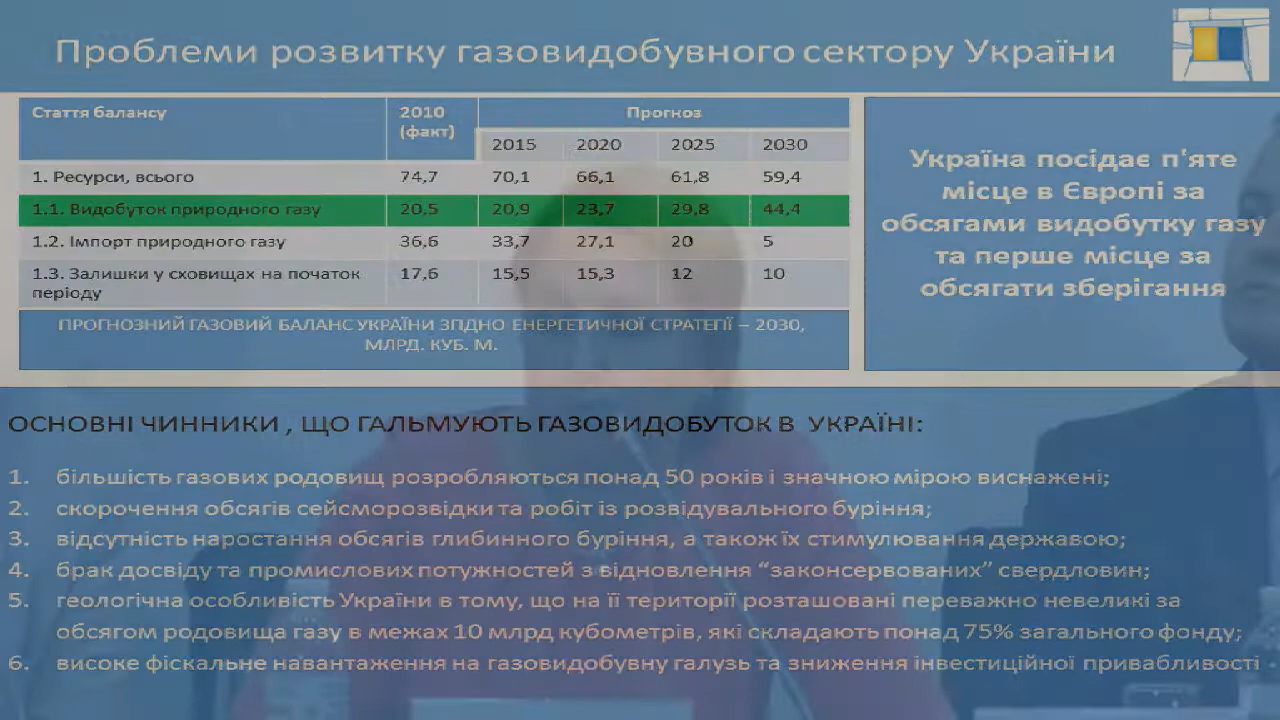 Проблеми розвитку газовидобувного сектору України
Стаття балансу 2010 Прогноз
(факт)
2015 2020 2025 2030
1. Ресурси, всього 74,7 70,1 66,1 61,8 59,4
1.1. Видобуток природного газу 20,5 20,9 23,7 29,8 44,4
1.2. Імпорт природного газу 36,6 33,7 27,1 20 5
1.3. Залишки у сховищах на початок 17,6 15,5 15,3 12 10
періоду
ПРОГНОЗНИЙ ГАЗОВИЙ БАЛАНС УКРАЇНИ ЗГІДНО ЕНЕРГЕТИЧНОЇ СТРАТЕГІЇ – 2030,
МЛРД. КУБ. М.
Україна посідає п'яте
місце в Європі за
обсягами видобутку газу
та перше місце за
обсягати зберігання
ОСНОВНІ ЧИННИКИ , ЩО ГАЛЬМУЮТЬ ГАЗОВИДОБУТОК В УКРАЇНІ:
1. більшість газових родовищ розробляються понад 50 років і значною мірою виснажені;
2. скорочення обсягів сейсморозвідки та робіт із розвідувального буріння;
3. відсутність наростання обсягів глибинного буріння, а також їх стимулювання державою;
4. брак досвіду та промислових потужностей з відновлення “законсервованих” свердловин;
5. геологічна особливість України в тому, що на її території розташовані переважно невеликі за
обсягом родовища газу в межах 10 млрд кубометрів, які складають понад 75% загального фонду;
6. високе фіскальне навантаження на газовидобувну галузь та зниження інвестиційної привабливості